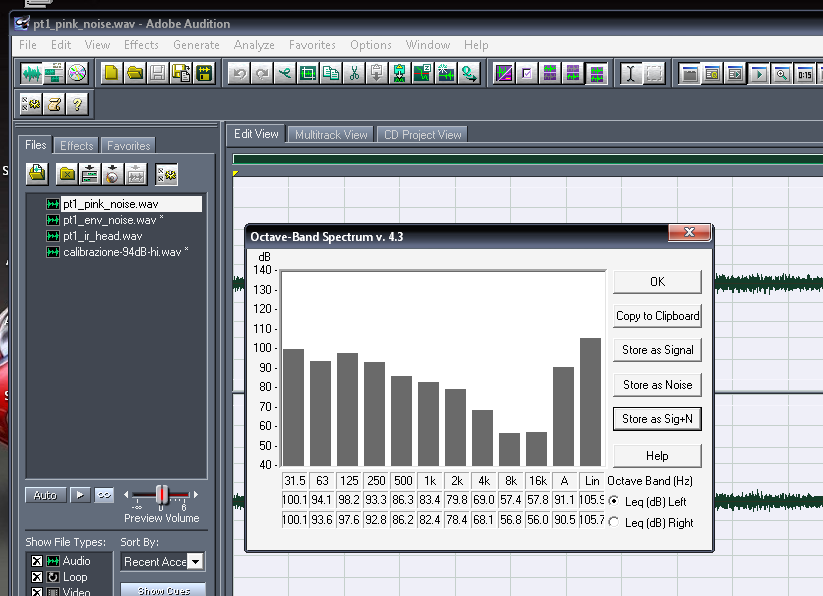 pt1_pink_noise.wav - Adobe Audition
File Edit View Effects Generate Analyze Favorites Options Window Help
0:15
Files Effects Favorites
Edit View Multitrack View CD Project View
pt1_pink_noise.wav
pt1_env_noise.wav *
pt1_ir_head.wav
calibrazione-94dB-hi.wav *
Octave-Band Spectrum v. 4.3
X
dB
140
130
120
110
100
90
80
70
60
50
40
OK
Copy to Clipboard
Store as Signal
Store as Noise
Store as Sig+N
Help
31.5 63 125 250 500 1k 2k 4k 8k 16k A Lin Octave Band (Hz)
100.1 94.1 98.2 93.3 86.3 83.4 79.8 69.0 57.4 57.8 91.1 105.9 Leq (dB) Left
100.1 93.6 97.6 92.8 86.2 82.4 78.4 68.1 56.8 56.0 90.5 105.7 Leq (dB) Right
Auto
-∞ 0 6
Preview Volume
Show File Types: Sort By:
Audio Recent Acce
Loop
Video Show Cues